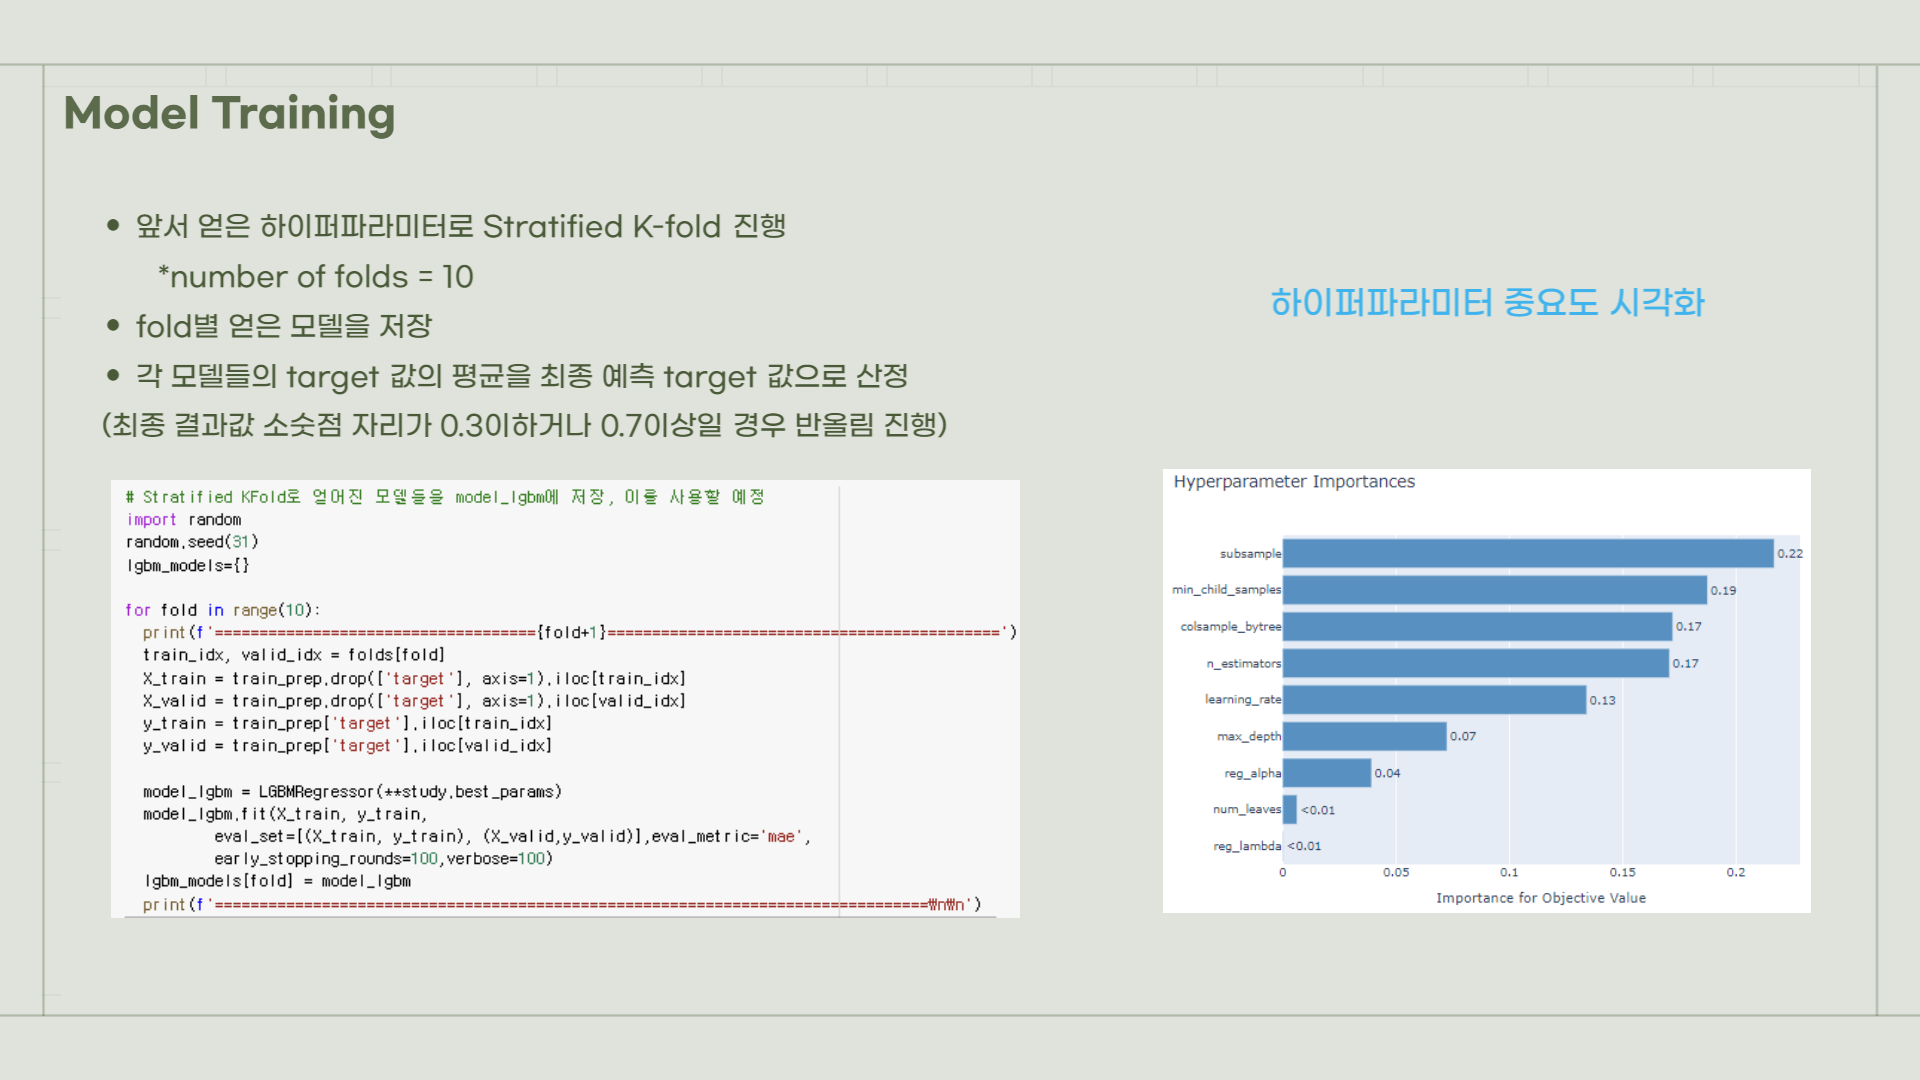 Model Training
• 앞서 얻은 하이퍼파라미터로 Stratified K-fold 진행
*number of folds = 10
• fold별 얻은 모델을 저장
• 각 모델들의 target 값의 평균을 최종 예측 target 값으로 산정
(최종 결과값 소숫점 자리가 0.3이하거나 0.7이상일 경우 반올림 진행)
# Stratified KFold로 얻어진 모델들을 model_lgbm에 저장, 이를 사용할 예정
import random
random.seed(31)
lgbm_models={}
for fold in range(10):
print(f'===================================={fold+1}============================================')
train_idx, valid_idx = folds[fold]
X_train = train_prep.drop(['target'], axis=1).iloc[train_idx]
X_valid = train_prep.drop(['target'], axis=1).iloc[valid_idx]
y_train = train_prep['target'].iloc[train_idx]
y_valid = train_prep['target'].iloc[valid_idx]
model_lgbm = LGBMRegressor(**study.best_params)
model_lgbm.fit(X_train, y_train,
eval_set=[(X_train, y_train), (X_valid,y_valid)],eval_metric='mae',
early_stopping_rounds=100,verbose=100)
lgbm_models[fold] = model_lgbm
print(f'================================================================================₩n₩n')
하이퍼파라미터 중요도 시각화
Hyperparameter Importances
subsample 0.22
min_child_samples 0.19
colsample_bytree 0.17
n_estimators 0.17
learning_rate 0.13
max_depth 0.07
reg_alpha 0.04
num_leaves <0.01
reg_lambda <0.01
0 0.05 0.1 0.15 0.2
Importance for Objective Value